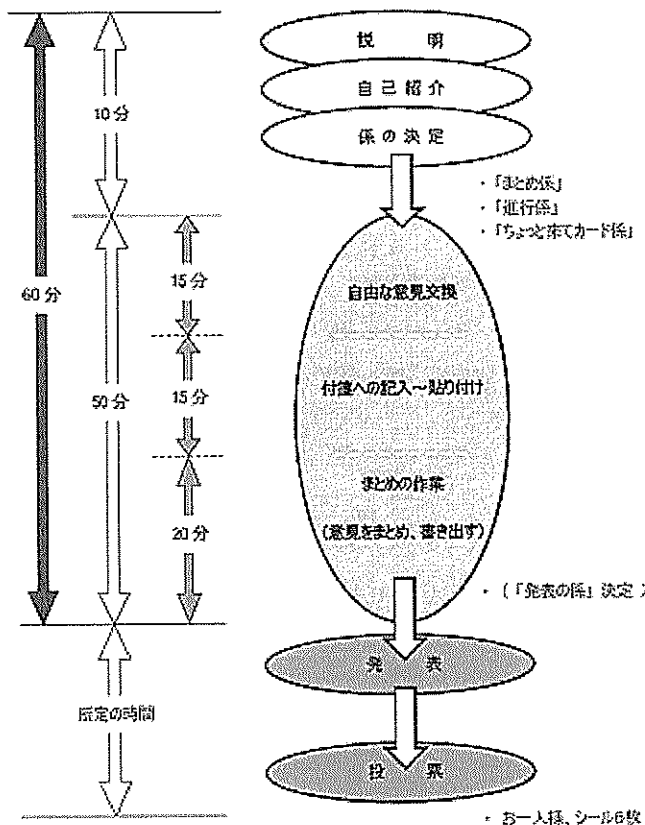 説 明
自己紹介
係の決定
10分
・「まとめ係」
・「進行係」
・「ちょっと来てカード係」
60分
50分
15分
自由な意見交換
15分
付箋への記入～貼り付け
20分
まとめの作業
(意見をまとめ、書き出す)
・(「発表の係」決定)
発 表
所定の時間
投 票
・ お一人様、シール6枚